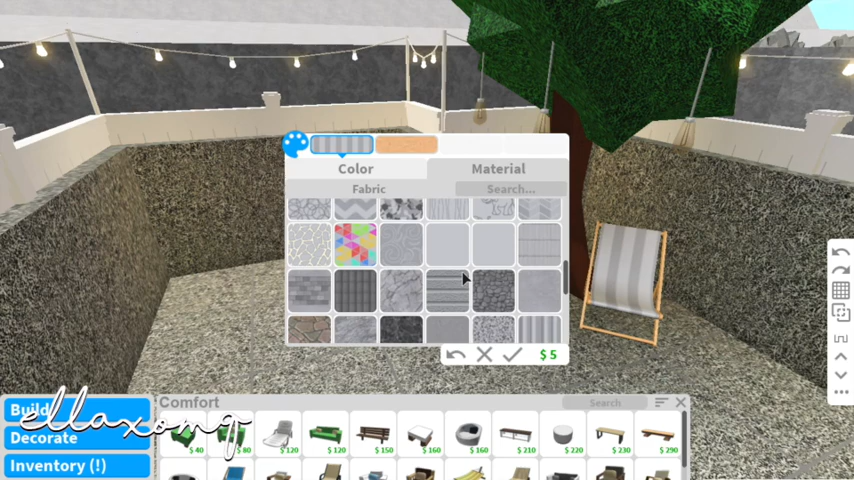 Color
Material
Fabric
Search...
$ 5
Build
ellaxomq
Decorate
Inventory (!)
Comfort
Search
$ 40
$ 80
$ 120
$ 120
$ 150
$ 160
$ 160
$ 210
$ 220
$ 230
$ 290